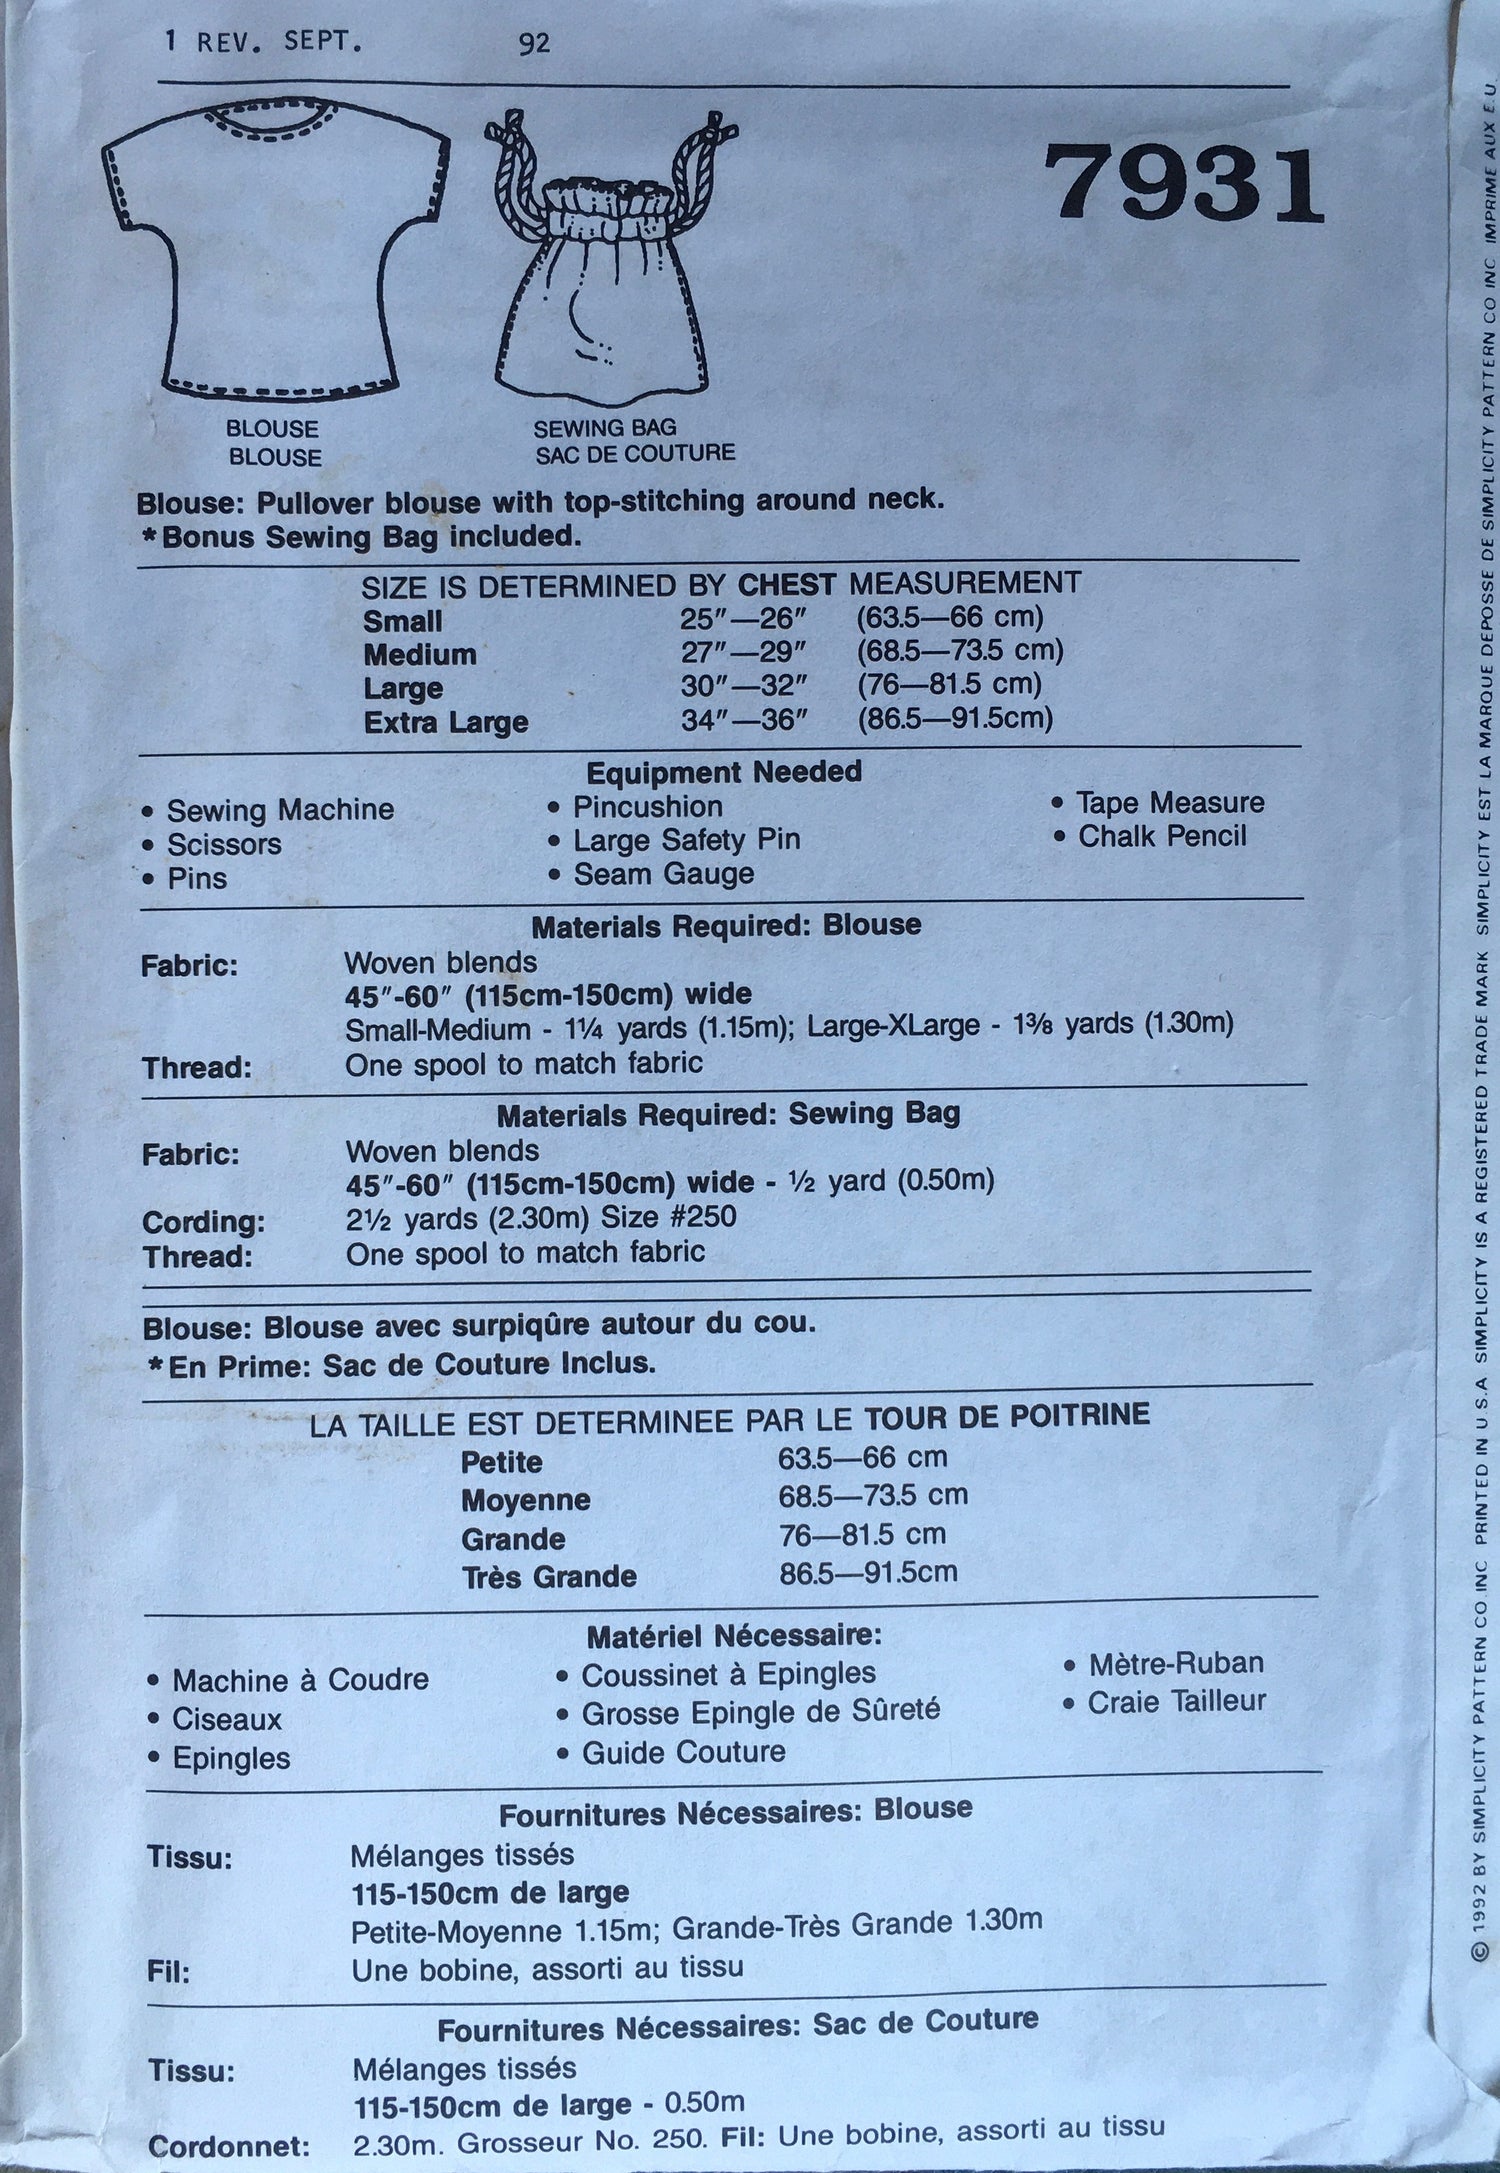 1 REV. SEPT. 92
7931
BLOUSE
BLOUSE
SEWING BAG
SAC DE COUTURE
Blouse: Pullover blouse with top-stitching around neck.
*Bonus Sewing Bag included.
SIZE IS DETERMINED BY CHEST MEASUREMENT
Small 25"—26" (63.5—66 cm)
Medium 27"—29" (68.5—73.5 cm)
Large 30"—32" (76—81.5 cm)
Extra Large 34"—36" (86.5—91.5cm)
Equipment Needed
• Sewing Machine
• Scissors
• Pins
• Pincushion
• Large Safety Pin
• Seam Gauge
• Tape Measure
• Chalk Pencil
Materials Required: Blouse
Fabric: Woven blends
45"-60" (115cm-150cm) wide
Small-Medium - 1¼ yards (1.15m); Large-XLarge - 1⅜ yards (1.30m)
Thread: One spool to match fabric
Materials Required: Sewing Bag
Fabric: Woven blends
45"-60" (115cm-150cm) wide - ½ yard (0.50m)
Cording: 2½ yards (2.30m) Size #250
Thread: One spool to match fabric
Blouse: Blouse avec surpiqûre autour du cou.
*En Prime: Sac de Couture Inclus.
LA TAILLE EST DETERMINEE PAR LE TOUR DE POITRINE
Petite 63.5—66 cm
Moyenne 68.5—73.5 cm
Grande 76—81.5 cm
Très Grande 86.5—91.5cm
Matériel Nécessaire:
• Machine à Coudre
• Ciseaux
• Epingles
• Coussinet à Epingles
• Grosse Epingle de Sûreté
• Guide Couture
• Mètre-Ruban
• Craie Tailleur
Fournitures Nécessaires: Blouse
Tissu: Mélanges tissés
115-150cm de large
Petite-Moyenne 1.15m; Grande-Très Grande 1.30m
Fil: Une bobine, assorti au tissu
Fournitures Nécessaires: Sac de Couture
Tissu: Mélanges tissés
115-150cm de large - 0.50m
Cordonnet: 2.30m. Grosseur No. 250. Fil: Une bobine, assorti au tissu
© 1992 BY SIMPLICITY PATTERN CO. INC PRINTED IN U.S.A SIMPLICITY IS A REGISTERED TRADE MARK SIMPLICITY EST LA MARQUE DEPOSSE DE SIMPLICITY PATTERN CO INC IMPRIME AUX E.U.